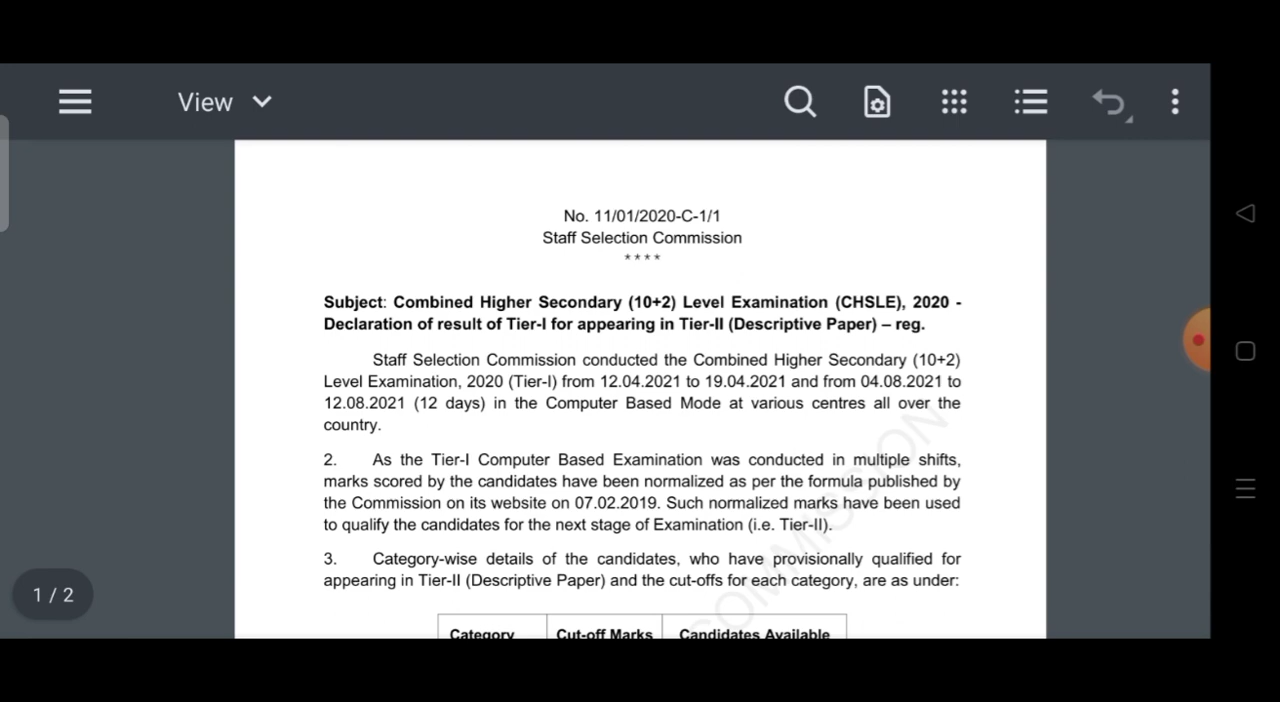 View
No. 11/01/2020-C-1/1
Staff Selection Commission
****
Subject: Combined Higher Secondary (10+2) Level Examination (CHSLE), 2020 -
Declaration of result of Tier-I for appearing in Tier-II (Descriptive Paper) – reg.
Staff Selection Commission conducted the Combined Higher Secondary (10+2)
Level Examination, 2020 (Tier-I) from 12.04.2021 to 19.04.2021 and from 04.08.2021 to
12.08.2021 (12 days) in the Computer Based Mode at various centres all over the
country.
2. As the Tier-I Computer Based Examination was conducted in multiple shifts,
marks scored by the candidates have been normalized as per the formula published by
the Commission on its website on 07.02.2019. Such normalized marks have been used
to qualify the candidates for the next stage of Examination (i.e. Tier-II).
3. Category-wise details of the candidates, who have provisionally qualified for
appearing in Tier-II (Descriptive Paper) and the cut-offs for each category, are as under:
Category Cut-off Marks Candidates Available
COMMISSION
1 / 2